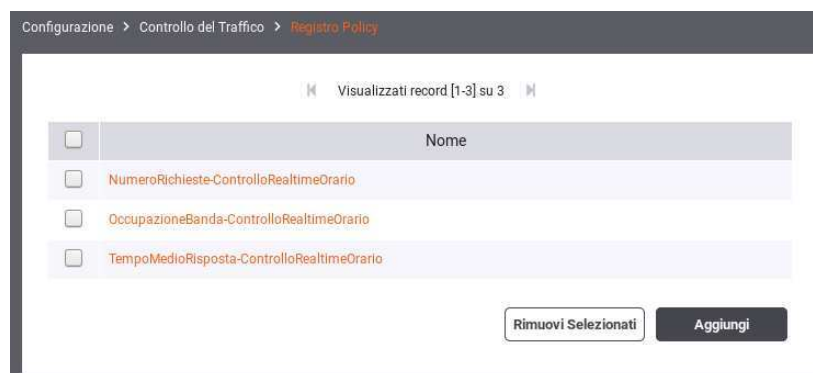 Configurazione > Controllo del Traffico > Registro Policy
Visualizzati record [1-3] su 3
Nome
NumeroRichieste-ControlloRealtimeOrario
OccupazioneBanda-ControlloRealtimeOrario
TempoMedioRisposta-ControlloRealtimeOrario
Rimuovi Selezionati
Aggiungi